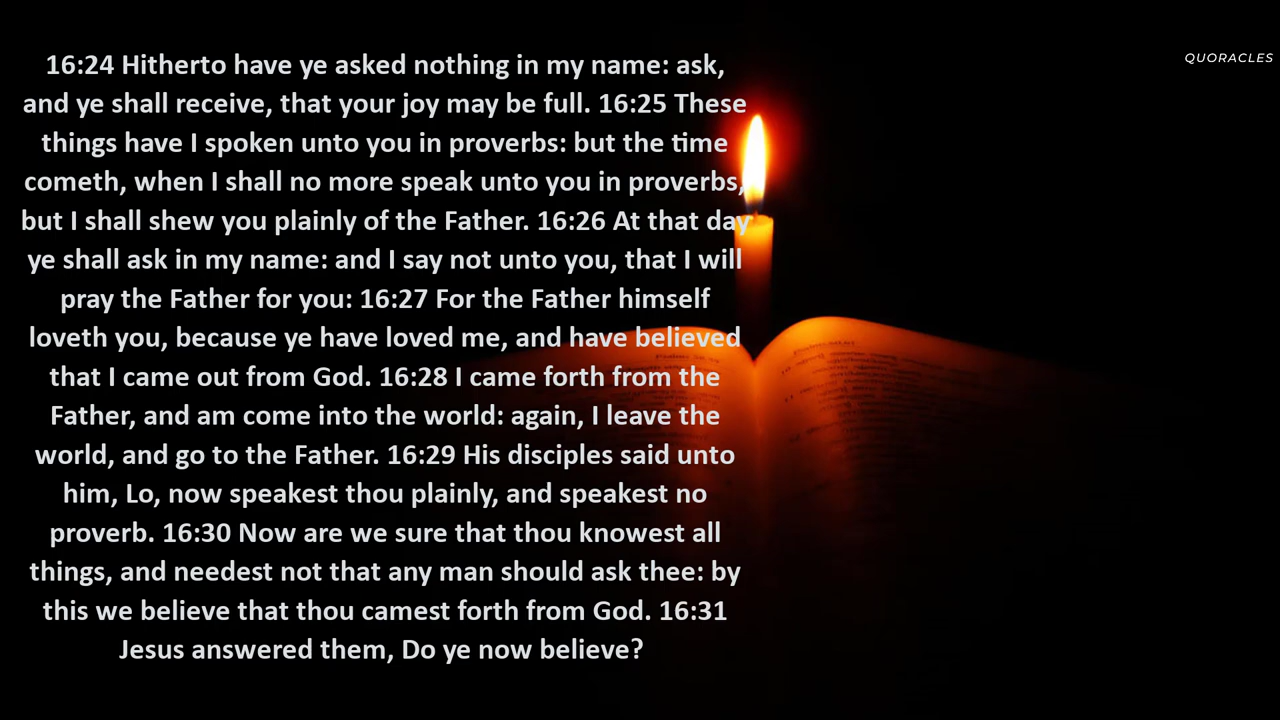 16:24 Hitherto have ye asked nothing in my name: ask,
and ye shall receive, that your joy may be full. 16:25 These
things have I spoken unto you in proverbs: but the time
cometh, when I shall no more speak unto you in proverbs,
but I shall shew you plainly of the Father. 16:26 At that day
ye shall ask in my name: and I say not unto you, that I will
pray the Father for you: 16:27 For the Father himself
loveth you, because ye have loved me, and have believed
that I came out from God. 16:28 I came forth from the
Father, and am come into the world: again, I leave the
world, and go to the Father. 16:29 His disciples said unto
him, Lo, now speakest thou plainly, and speakest no
proverb. 16:30 Now are we sure that thou knowest all
things, and needest not that any man should ask thee: by
this we believe that thou camest forth from God. 16:31
Jesus answered them, Do ye now believe?
QUORACLES